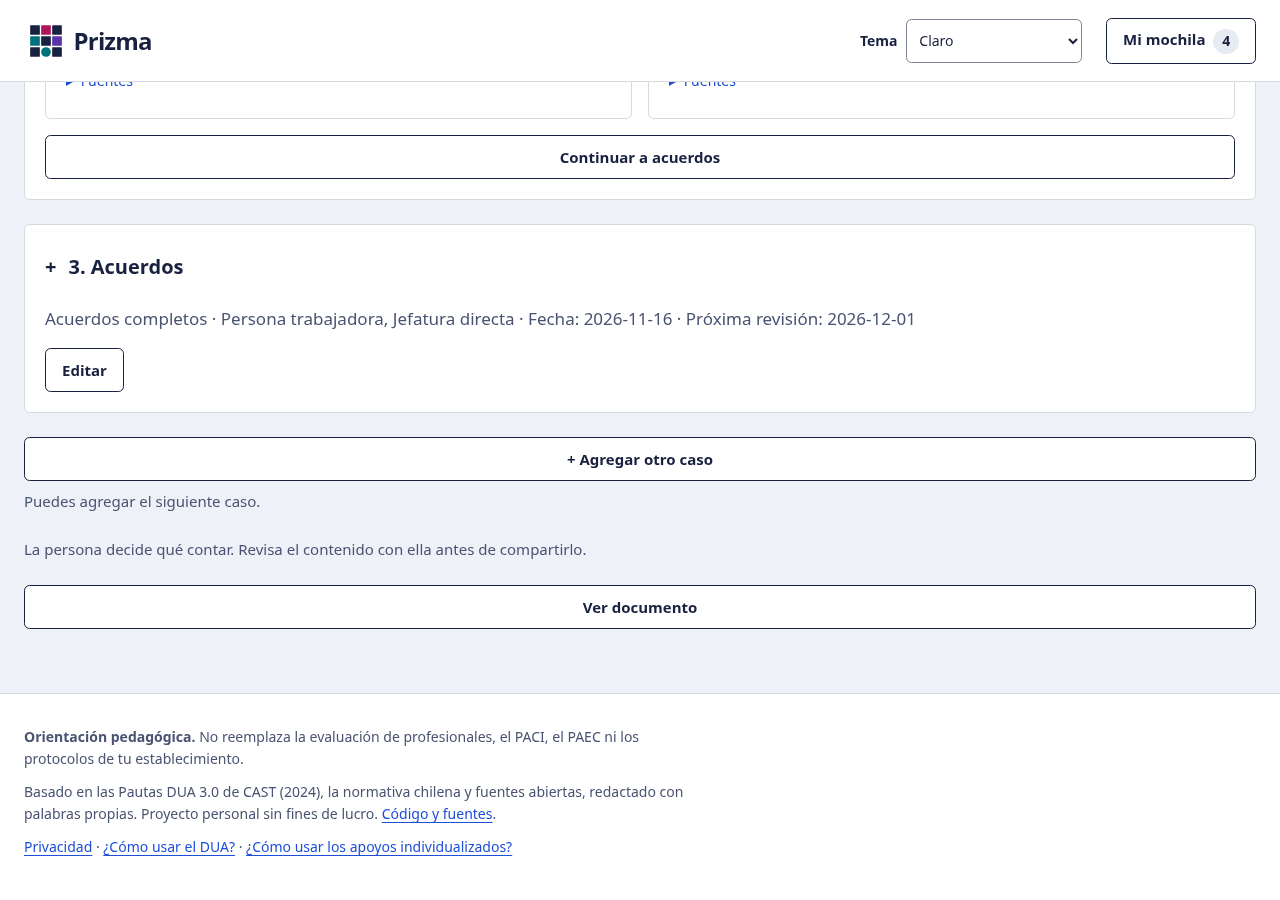 Prizma
Tema
Claro
Mi mochila 4
▶ Fuentes
▶ Fuentes
Continuar a acuerdos
+ 3. Acuerdos
Acuerdos completos · Persona trabajadora, Jefatura directa · Fecha: 2026-11-16 · Próxima revisión: 2026-12-01
Editar
+ Agregar otro caso
Puedes agregar el siguiente caso.
La persona decide qué contar. Revisa el contenido con ella antes de compartirlo.
Ver documento
Orientación pedagógica. No reemplaza la evaluación de profesionales, el PACI, el PAEC ni los
protocolos de tu establecimiento.
Basado en las Pautas DUA 3.0 de CAST (2024), la normativa chilena y fuentes abiertas, redactado con
palabras propias. Proyecto personal sin fines de lucro. Código y fuentes.
Privacidad · ¿Cómo usar el DUA? · ¿Cómo usar los apoyos individualizados?